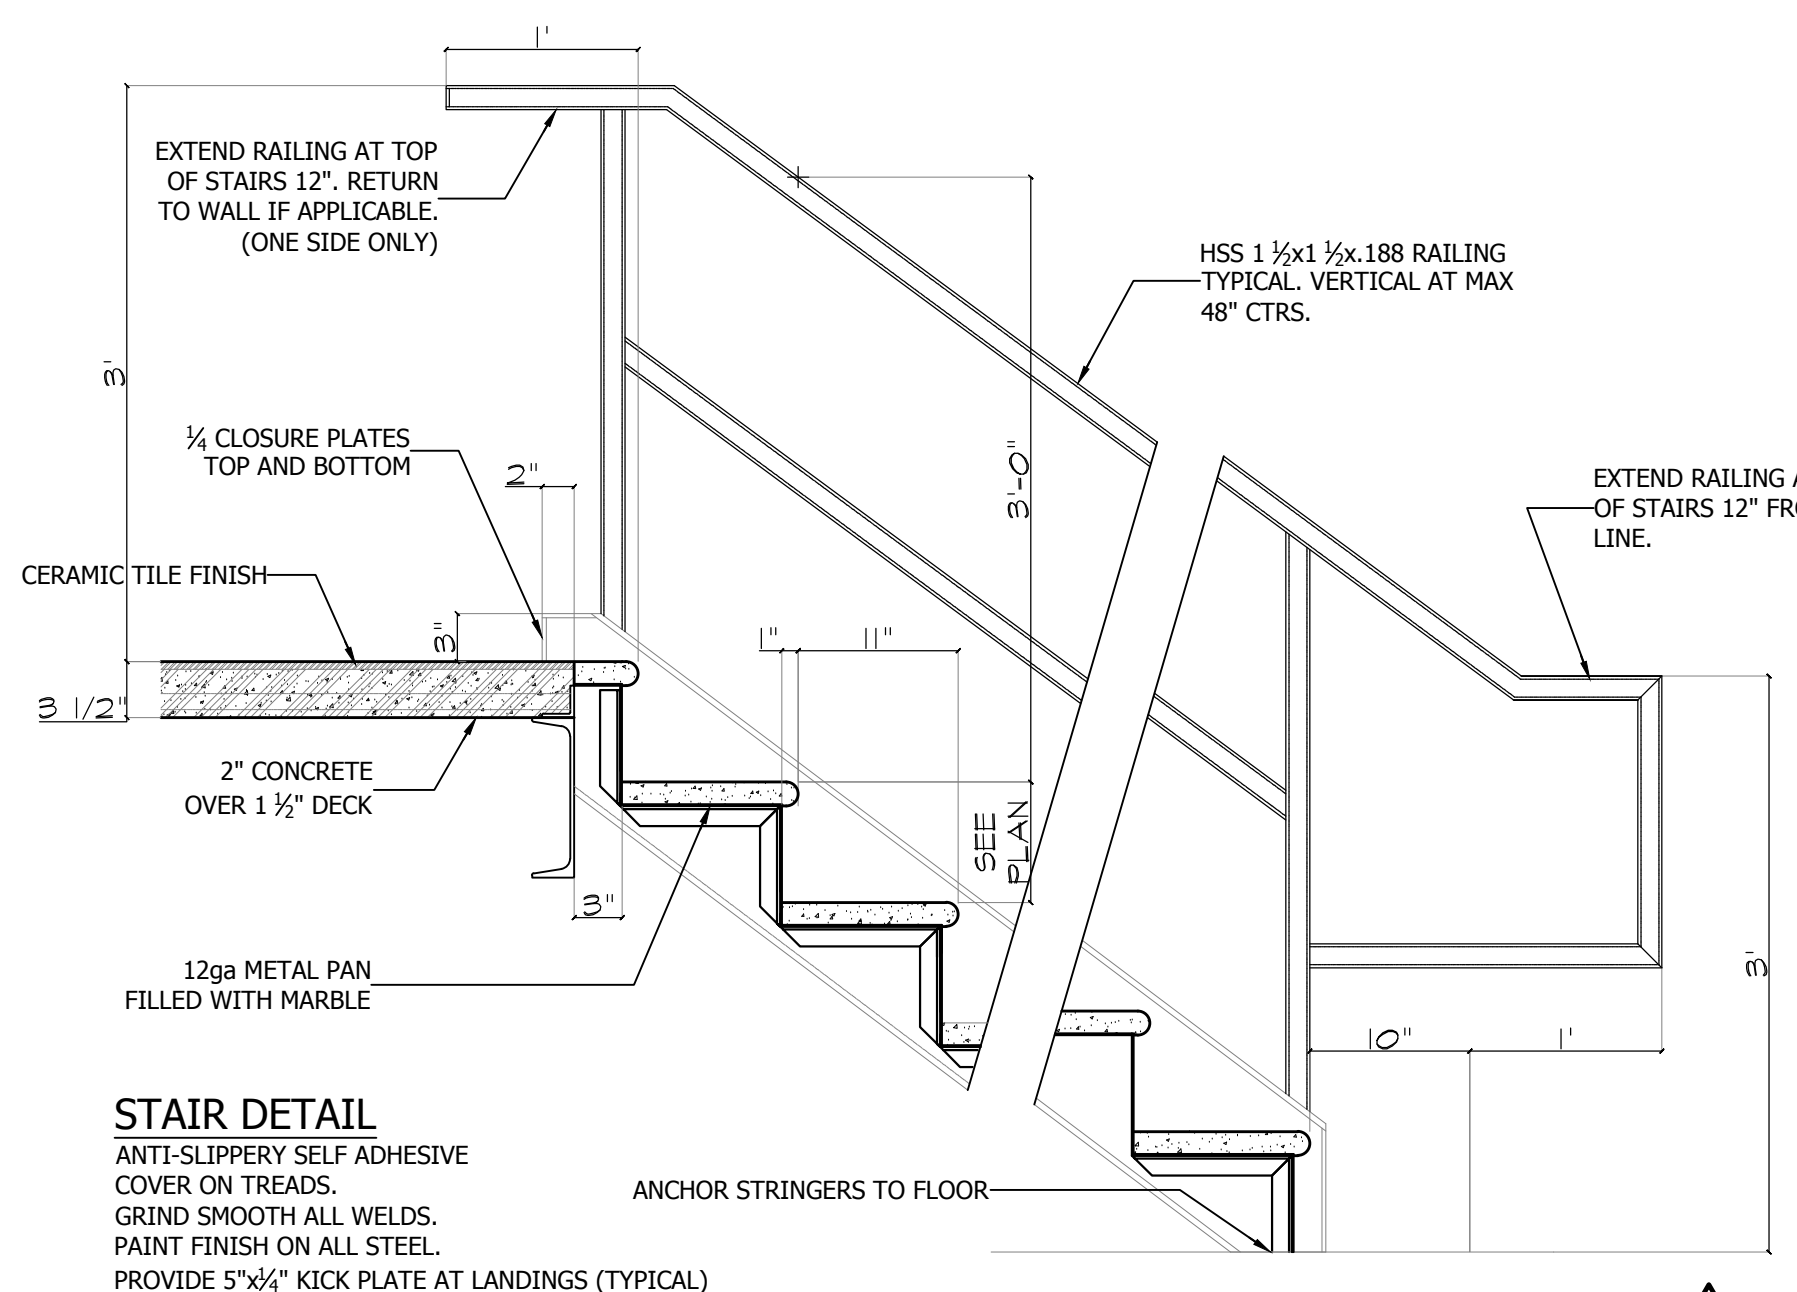 1'
EXTEND RAILING AT TOP
OF STAIRS 12". RETURN
TO WALL IF APPLICABLE.
(ONE SIDE ONLY)
HSS 1 ½x1 ½x.188 RAILING
TYPICAL. VERTICAL AT MAX
48" CTRS.
3'
¼ CLOSURE PLATES
TOP AND BOTTOM
2"
3'-0"
EXTEND RAILING
OF STAIRS 12"
LINE.
CERAMIC TILE FINISH
3"
1"
11"
3 1/2"
2" CONCRETE
OVER 1 ½" DECK
SEE
PLAN
3"
12ga METAL PAN
FILLED WITH MARBLE
3'
10"
1'
STAIR DETAIL
ANTI-SLIPPERY SELF ADHESIVE
COVER ON TREADS.
GRIND SMOOTH ALL WELDS.
PAINT FINISH ON ALL STEEL.
PROVIDE 5"x¼" KICK PLATE AT LANDINGS (TYPICAL)
ANCHOR STRINGERS TO FLOOR